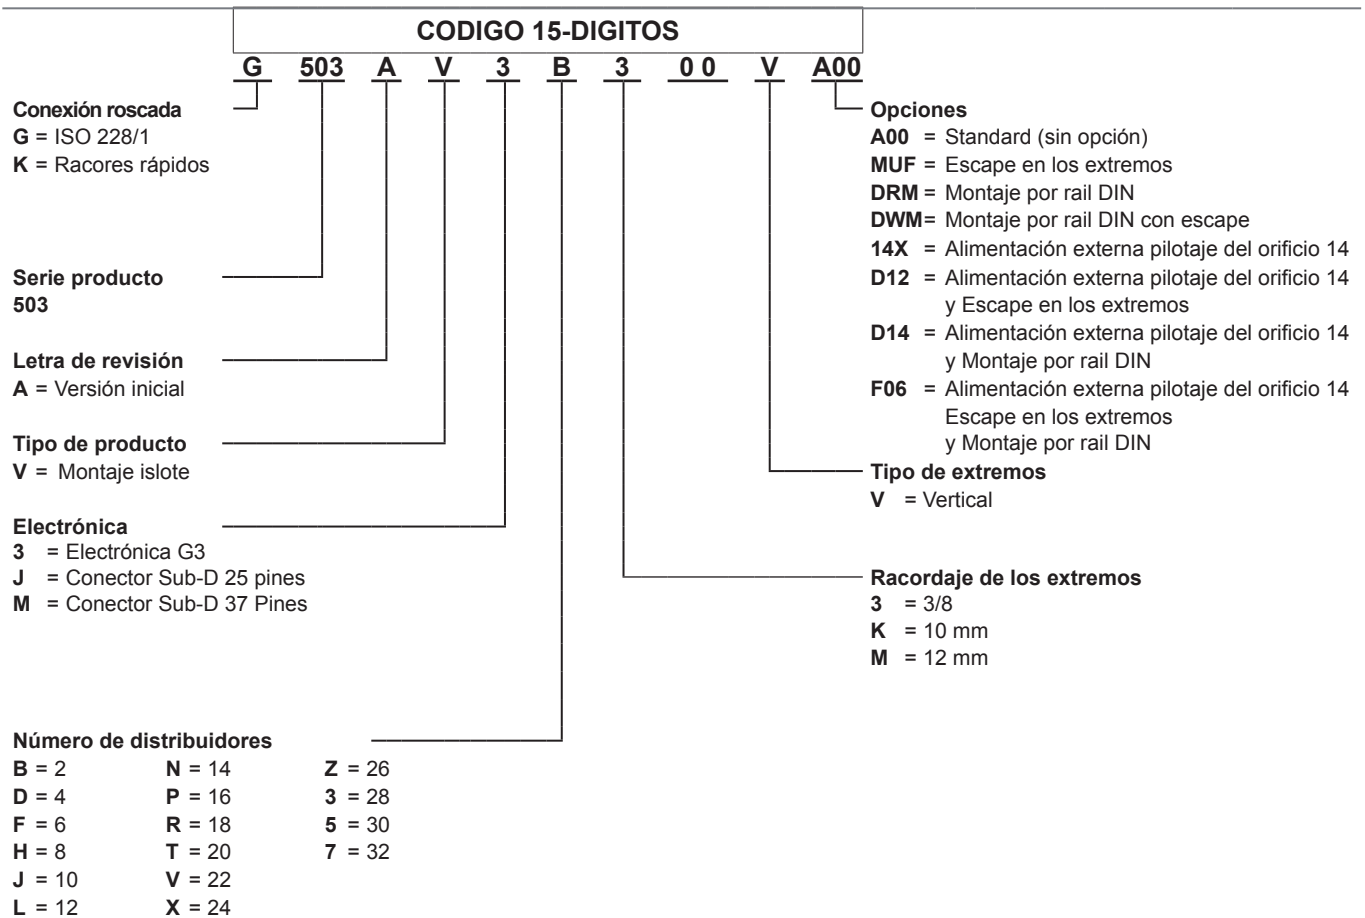 CODIGO 15-DIGITOS
G 503 A V 3 B 3 0 0 V A00
Conexión roscada
G = ISO 228/1
K = Racores rápidos
Serie producto
503
Letra de revisión
A = Versión inicial
Tipo de producto
V = Montaje islote
Electrónica
3 = Electrónica G3
J = Conector Sub-D 25 pines
M = Conector Sub-D 37 Pines
Número de distribuidores
B = 2 N = 14 Z = 26
D = 4 P = 16 3 = 28
F = 6 R = 18 5 = 30
H = 8 T = 20 7 = 32
J = 10 V = 22
L = 12 X = 24
Opciones
A00 = Standard (sin opción)
MUF = Escape en los extremos
DRM = Montaje por rail DIN
DWM= Montaje por rail DIN con escape
14X = Alimentación externa pilotaje del orificio 14
D12 = Alimentación externa pilotaje del orificio 14
y Escape en los extremos
D14 = Alimentación externa pilotaje del orificio 14
y Montaje por rail DIN
F06 = Alimentación externa pilotaje del orificio 14
Escape en los extremos
y Montaje por rail DIN
Tipo de extremos
V = Vertical
Racordaje de los extremos
3 = 3/8
K = 10 mm
M = 12 mm